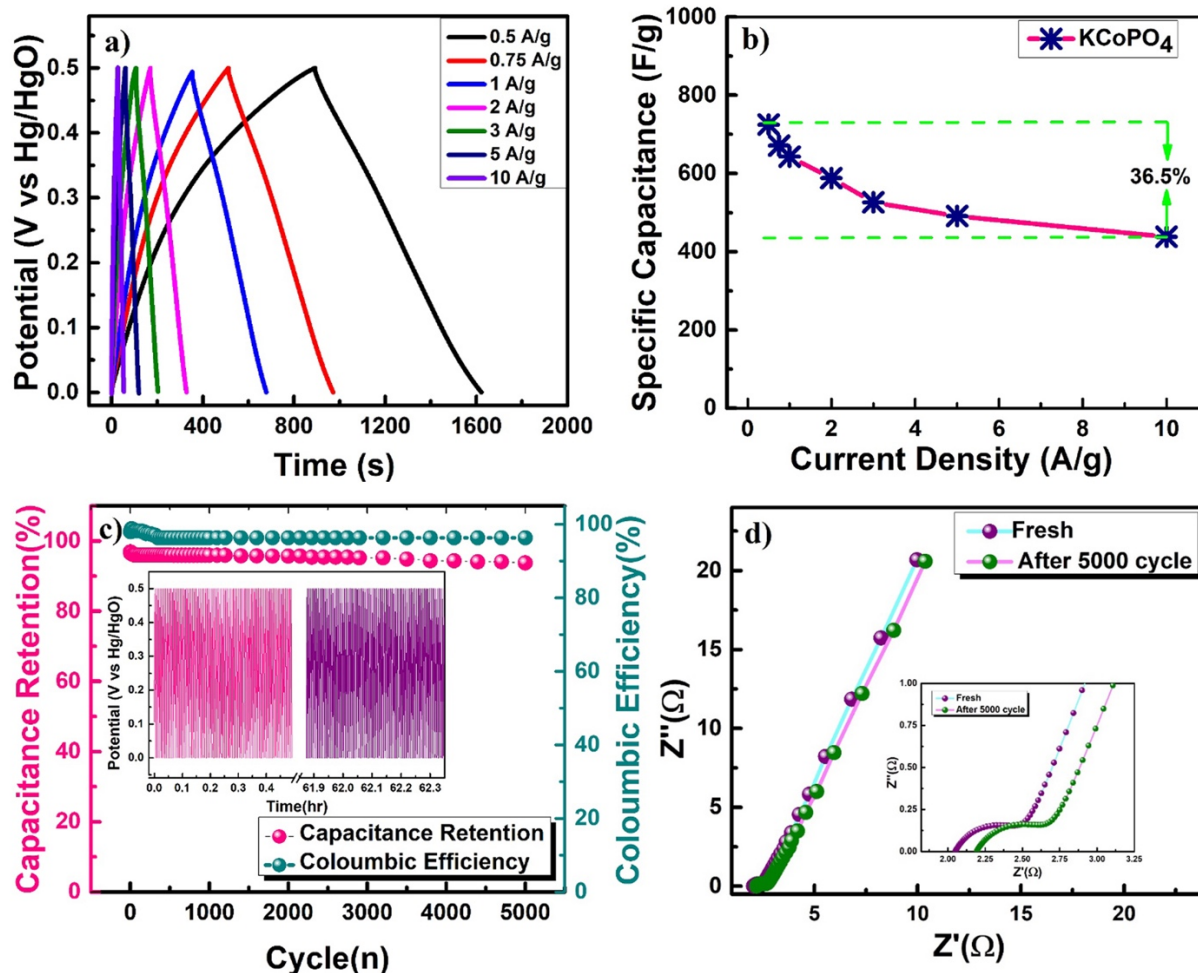 a)
0.5 A/g
0.75 A/g
1 A/g
2 A/g
3 A/g
5 A/g
10 A/g
Potential (V vs Hg/HgO)
0.5
0.4
0.3
0.2
0.1
0.0
0 400 800 1200 1600 2000
Time (s)
b)
KCoPO4
Specific Capacitance (F/g)
1000
800
600
400
200
0
36.5%
0 2 4 6 8 10
Current Density (A/g)
c)
Capacitance Retention(%)
100
80
60
40
20
0
Coloumbic Efficiency(%)
100
80
60
40
20
0
Potential (V vs Hg/HgO)
0.5
0.4
0.3
0.2
0.1
0.0
0.0 0.1 0.2 0.3 0.4 61.9 62.0 62.1 62.2 62.3
Time(hr)
Capacitance Retention
Coloumbic Efficiency
0 1000 2000 3000 4000 5000
Cycle(n)
d)
Fresh
After 5000 cycle
Z''(Ω)
20
15
10
5
0
Fresh
After 5000 cycle
Z''(Ω)
1.00
0.75
0.50
0.25
0.00
2.00 2.25 2.50 2.75 3.00 3.25
Z'(Ω)
5 10 15 20
Z'(Ω)